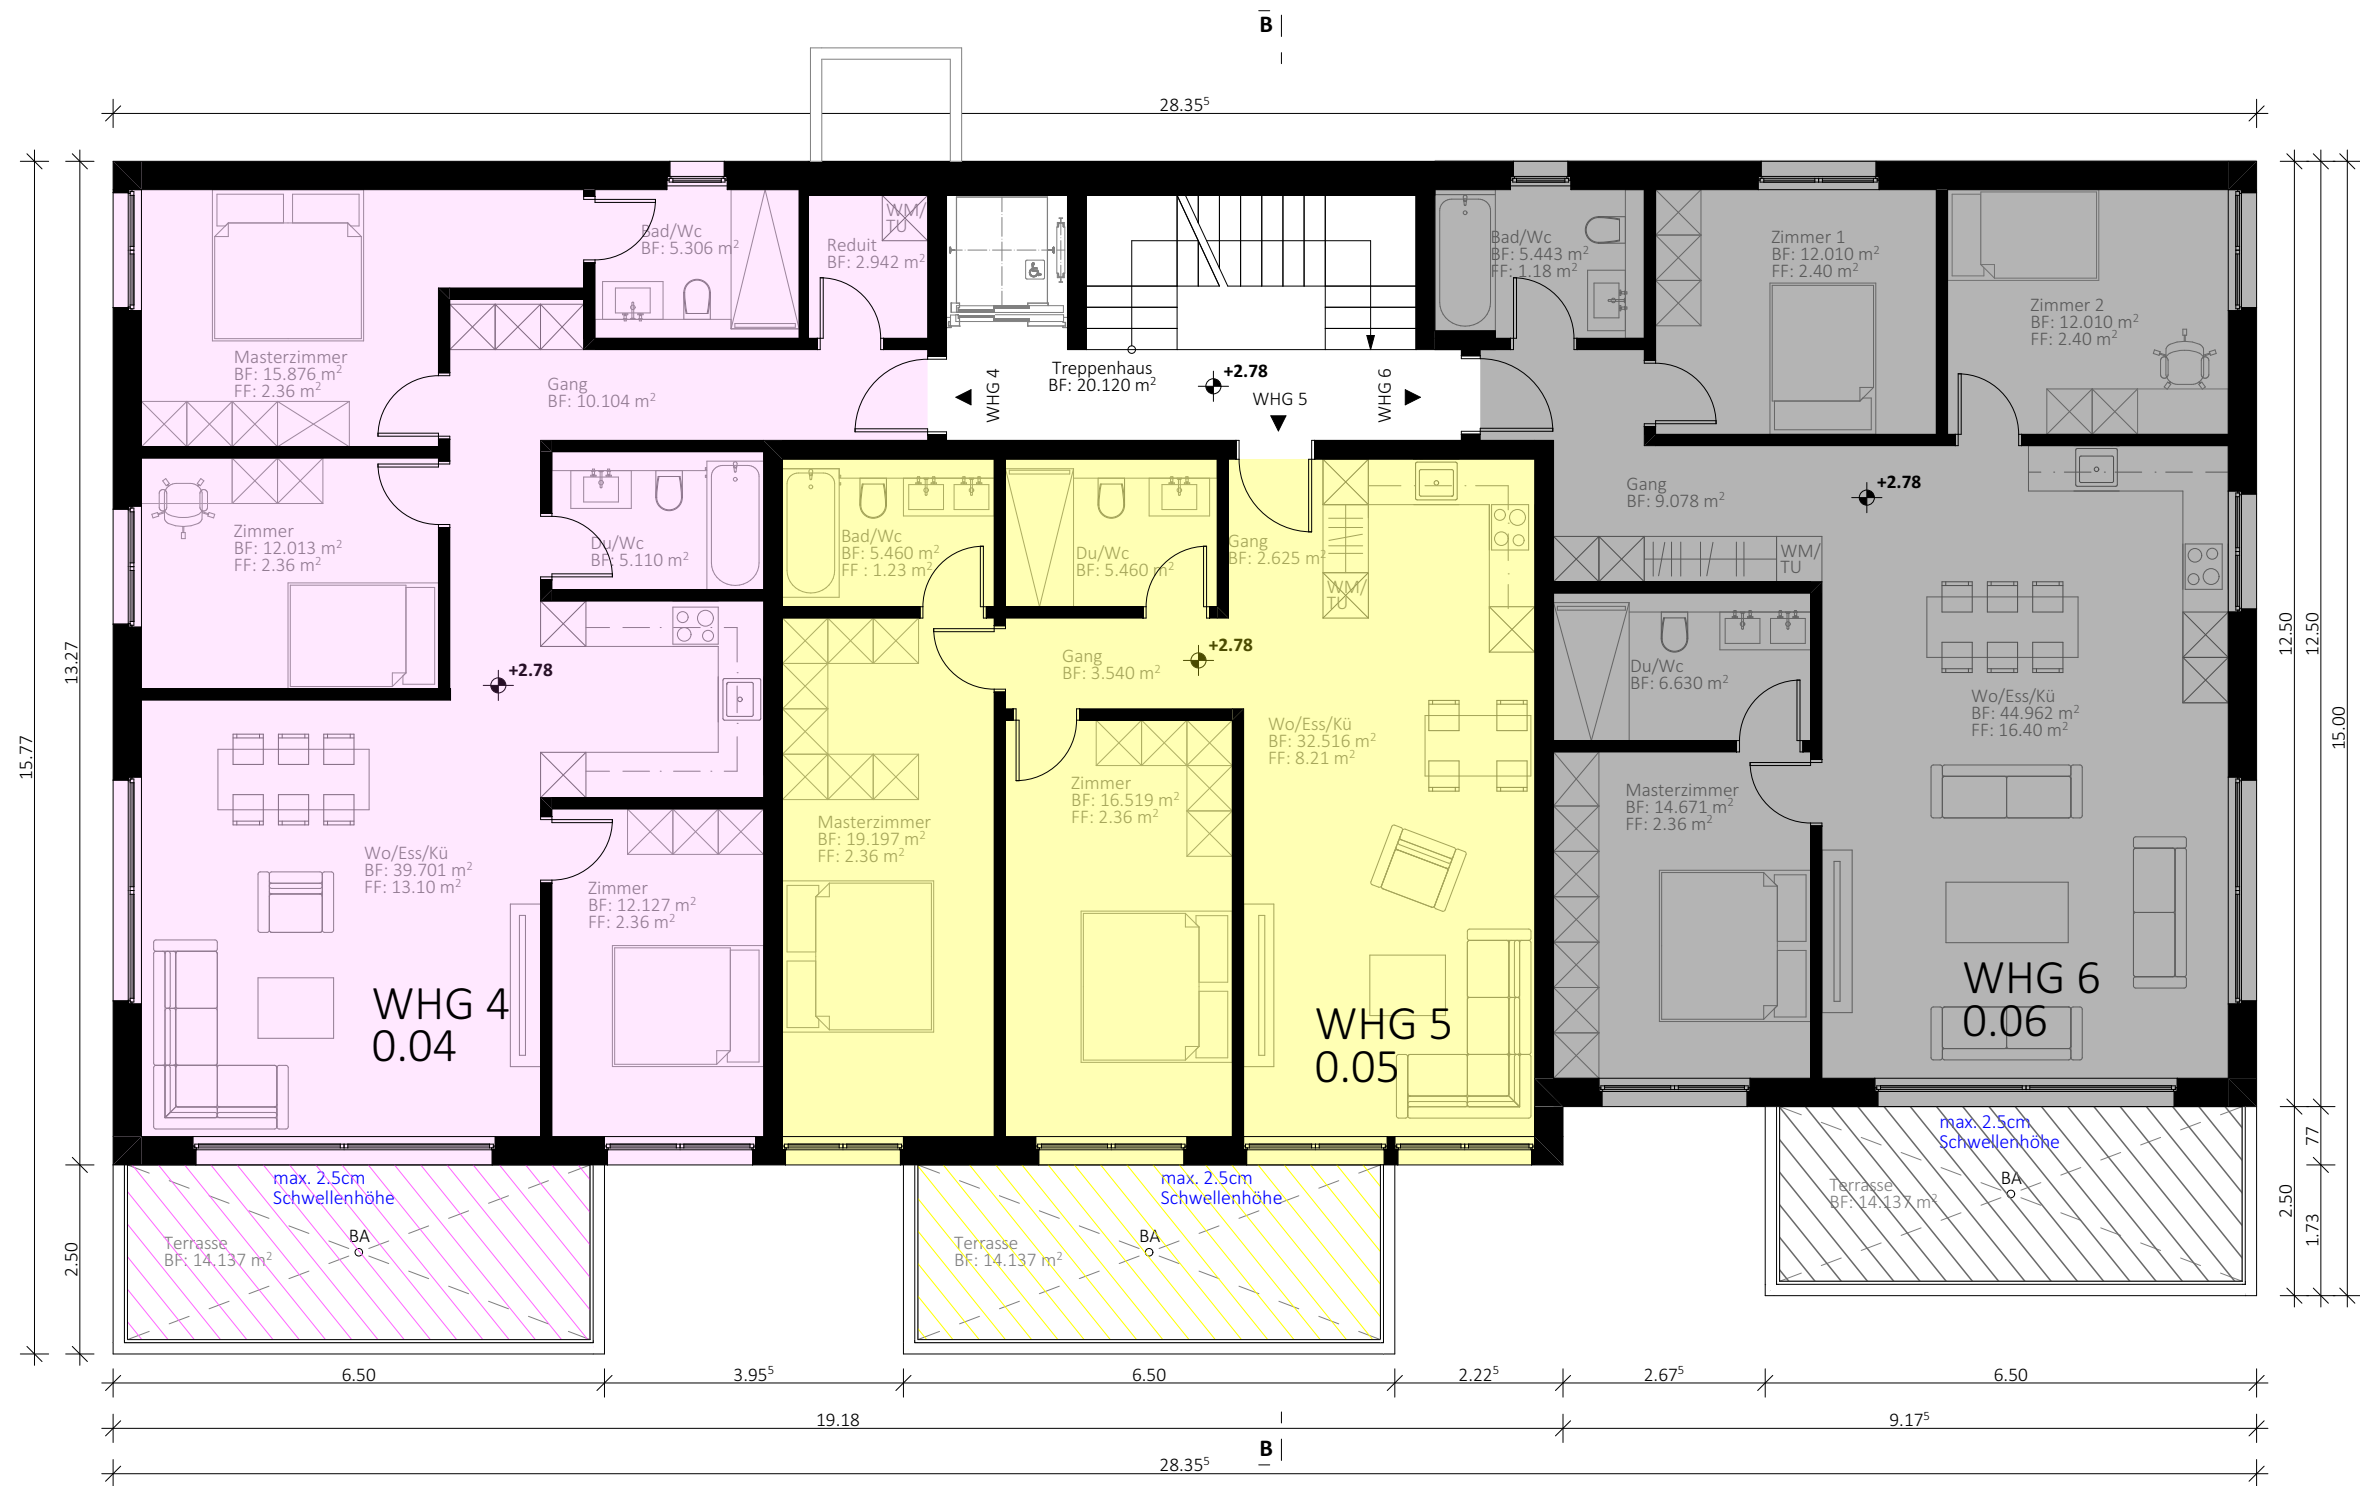 B
28.35⁵
Bad/Wc
BF: 5.306 m²
WM/
TU
Reduit
BF: 2.942 m²
Masterzimmer
BF: 15.876 m²
FF: 2.36 m²
Gang
BF: 10.104 m²
WHG 4
Treppenhaus
BF: 20.120 m²
+2.78
WHG 5
WHG 6
Bad/Wc
BF: 5.443 m²
FF: 1.18 m²
Zimmer 1
BF: 12.010 m²
FF: 2.40 m²
Zimmer 2
BF: 12.010 m²
FF: 2.40 m²
Zimmer
BF: 12.013 m²
FF: 2.36 m²
Du/Wc
BF: 5.110 m²
Bad/Wc
BF: 5.460 m²
FF : 1.23 m²
Du/Wc
BF: 5.460 m²
Gang
BF: 2.625 m²
WM/
TU
Gang
BF: 9.078 m²
+2.78
WM/
TU
+2.78
Gang
BF: 3.540 m²
+2.78
Du/Wc
BF: 6.630 m²
Wo/Ess/Kü
BF: 44.962 m²
FF: 16.40 m²
Wo/Ess/Kü
BF: 32.516 m²
FF: 8.21 m²
Zimmer
BF: 16.519 m²
FF: 2.36 m²
Masterzimmer
BF: 14.671 m²
FF: 2.36 m²
Masterzimmer
BF: 19.197 m²
FF: 2.36 m²
Wo/Ess/Kü
BF: 39.701 m²
FF: 13.10 m²
Zimmer
BF: 12.127 m²
FF: 2.36 m²
WHG 4
0.04
WHG 5
0.05
WHG 6
0.06
15.77
13.27
2.50
12.50
12.50
15.00
77
2.50
1.73
max. 2.5cm
Schwellenhöhe
BA
Terrasse
BF: 14.137 m²
max. 2.5cm
Schwellenhöhe
BA
Terrasse
BF: 14.137 m²
max. 2.5cm
Schwellenhöhe
BA
Terrasse
BF: 14.137 m²
6.50
3.95⁵
6.50
2.22⁵
2.67⁵
6.50
19.18
9.17⁵
B
28.35⁵